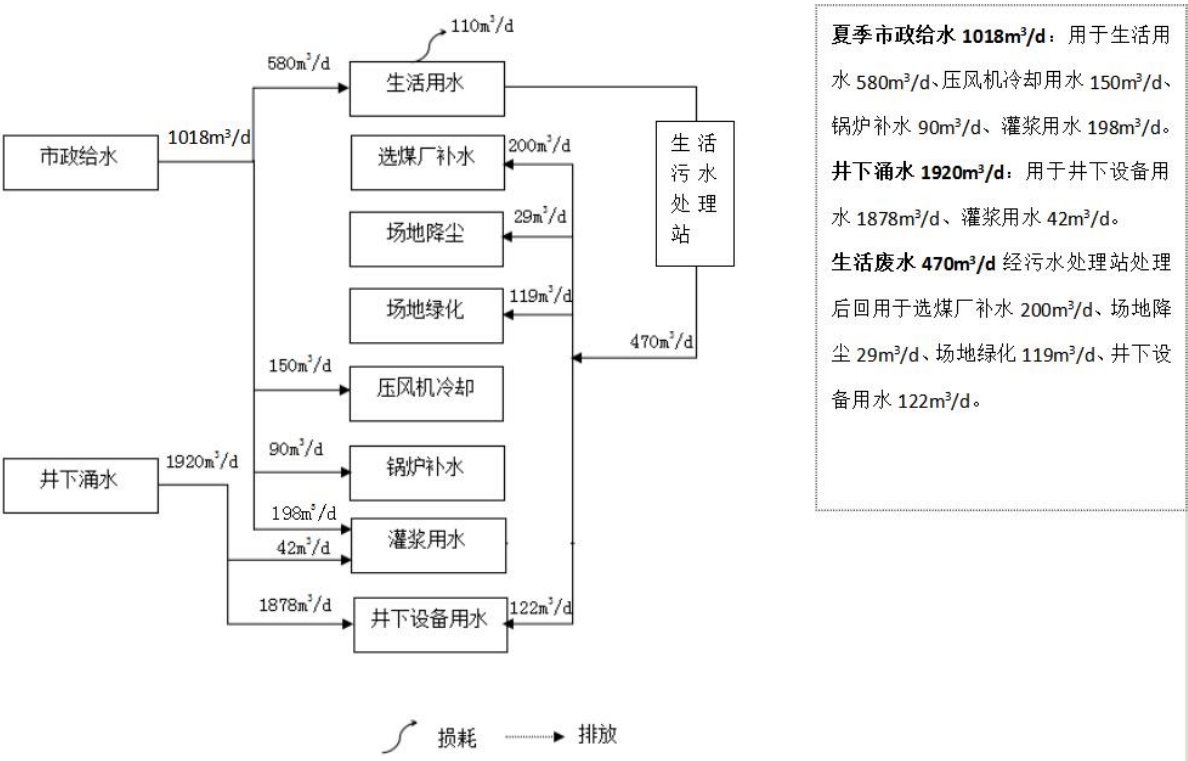 110m³/d
580m³/d
生活用水
1018m³/d
市政给水
选煤厂补水
200m³/d
生活
污水
处理
站
29m³/d
场地降尘
119m³/d
场地绿化
470m³/d
150m³/d
压风机冷却
90m³/d
锅炉补水
1920m³/d
井下涌水
198m³/d
灌浆用水
42m³/d
1878m³/d
井下设备用水
122m³/d
损耗
排放
夏季市政给水 1018m³/d：用于生活用
水 580m³/d、压风机冷却用水 150m³/d、
锅炉补水 90m³/d、灌浆用水 198m³/d。
井下涌水 1920m³/d：用于井下设备用
水 1878m³/d、灌浆用水 42m³/d。
生活废水 470m³/d 经污水处理站处理
后回用于选煤厂补水 200m³/d、场地降
尘 29m³/d、场地绿化 119m³/d、井下设
备用水 122m³/d。